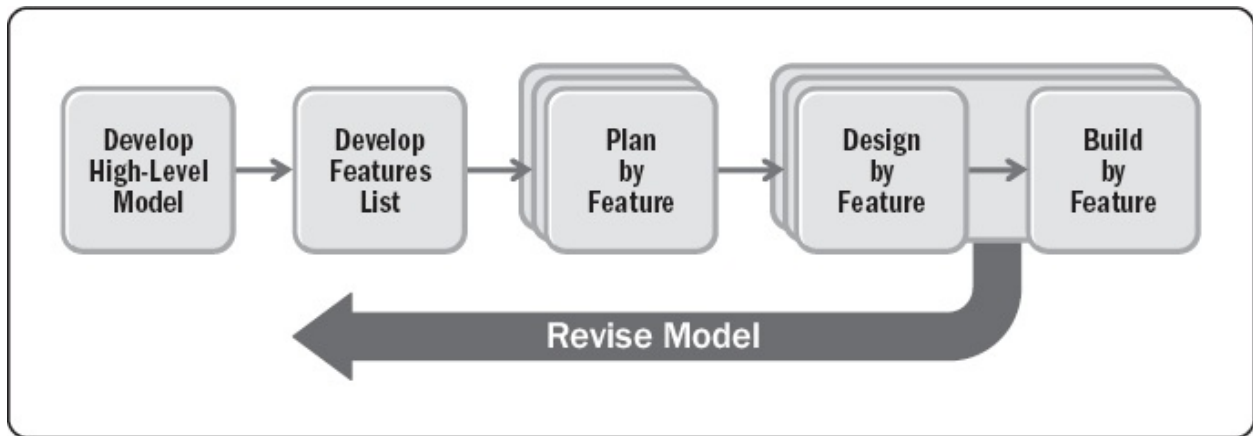 Develop
High-Level
Model
Develop
Features
List
Plan
by
Feature
Design
by
Feature
Build
by
Feature
Revise Model